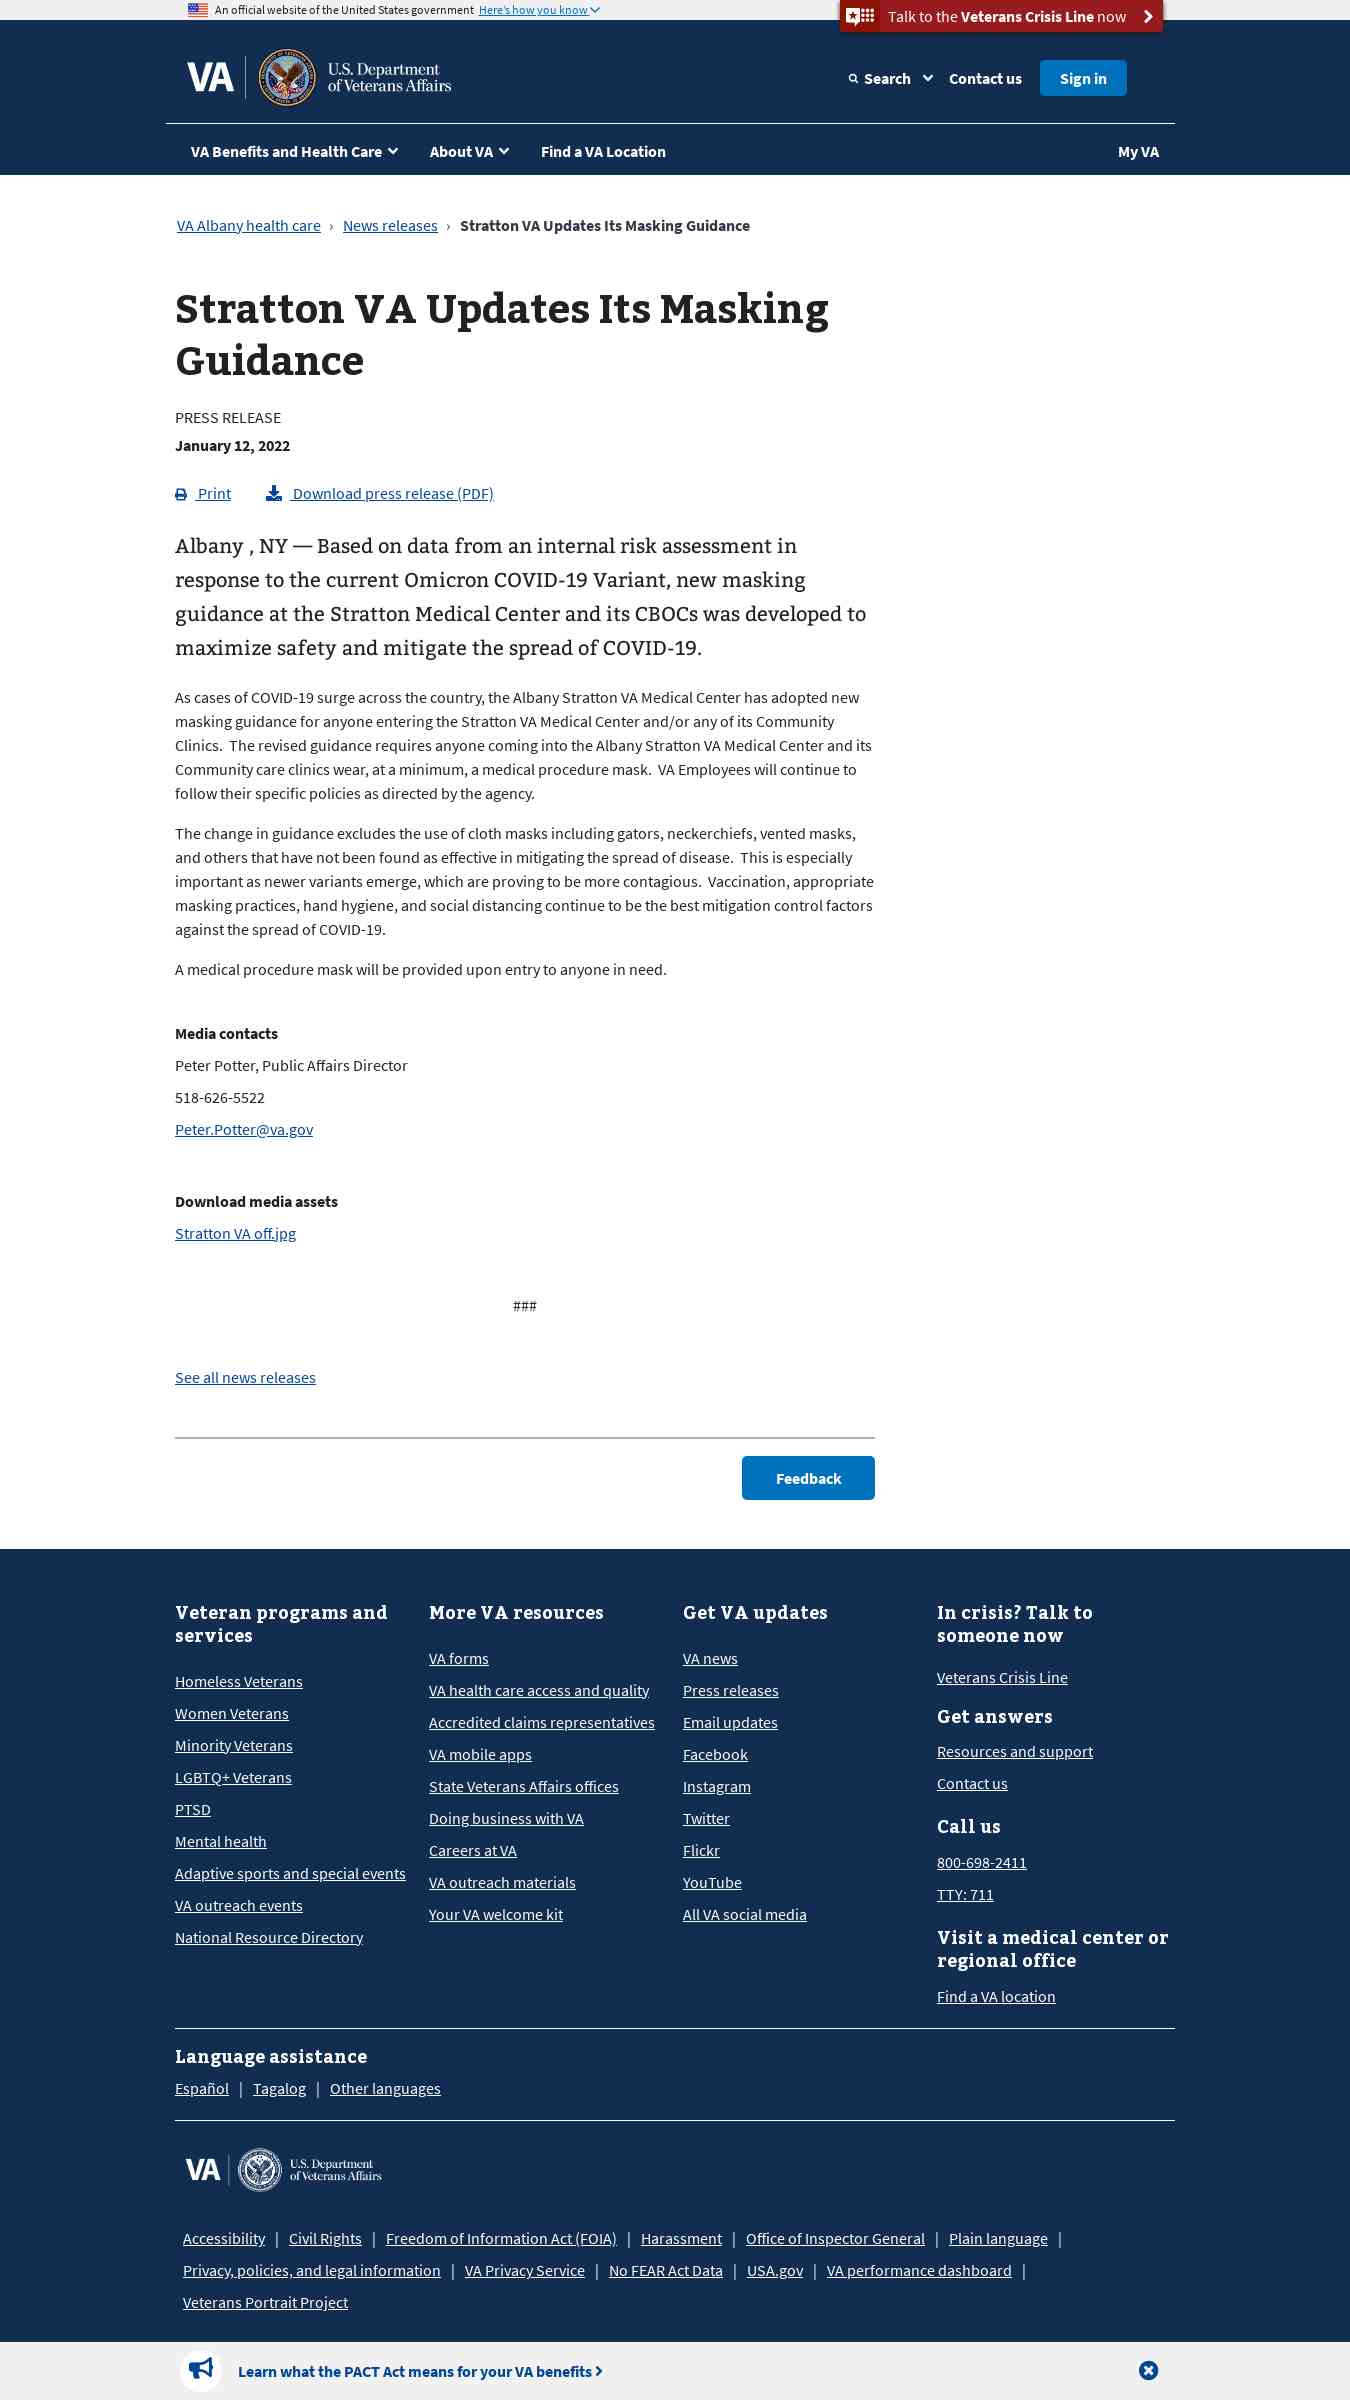 An official website of the United States government Here's how you know
Talk to the Veterans Crisis Line now
VA
U.S. Department
of Veterans Affairs
Search Contact us Sign in
VA Benefits and Health Care About VA Find a VA Location My VA
VA Albany health care › News releases › Stratton VA Updates Its Masking Guidance
Stratton VA Updates Its Masking
Guidance
PRESS RELEASE
January 12, 2022
Print Download press release (PDF)
Albany , NY — Based on data from an internal risk assessment in
response to the current Omicron COVID-19 Variant, new masking
guidance at the Stratton Medical Center and its CBOCs was developed to
maximize safety and mitigate the spread of COVID-19.
As cases of COVID-19 surge across the country, the Albany Stratton VA Medical Center has adopted new
masking guidance for anyone entering the Stratton VA Medical Center and/or any of its Community
Clinics.  The revised guidance requires anyone coming into the Albany Stratton VA Medical Center and its
Community care clinics wear, at a minimum, a medical procedure mask.  VA Employees will continue to
follow their specific policies as directed by the agency.
The change in guidance excludes the use of cloth masks including gators, neckerchiefs, vented masks,
and others that have not been found as effective in mitigating the spread of disease.  This is especially
important as newer variants emerge, which are proving to be more contagious.  Vaccination, appropriate
masking practices, hand hygiene, and social distancing continue to be the best mitigation control factors
against the spread of COVID-19.
A medical procedure mask will be provided upon entry to anyone in need.
Media contacts
Peter Potter, Public Affairs Director
518-626-5522
Peter.Potter@va.gov
Download media assets
Stratton VA off.jpg
###
See all news releases
Feedback
Veteran programs and
services
Homeless Veterans
Women Veterans
Minority Veterans
LGBTQ+ Veterans
PTSD
Mental health
Adaptive sports and special events
VA outreach events
National Resource Directory
More VA resources
VA forms
VA health care access and quality
Accredited claims representatives
VA mobile apps
State Veterans Affairs offices
Doing business with VA
Careers at VA
VA outreach materials
Your VA welcome kit
Get VA updates
VA news
Press releases
Email updates
Facebook
Instagram
Twitter
Flickr
YouTube
All VA social media
In crisis? Talk to
someone now
Veterans Crisis Line
Get answers
Resources and support
Contact us
Call us
800-698-2411
TTY: 711
Visit a medical center or
regional office
Find a VA location
Language assistance
Español | Tagalog | Other languages
VA
U.S. Department
of Veterans Affairs
Accessibility | Civil Rights | Freedom of Information Act (FOIA) | Harassment | Office of Inspector General | Plain language |
Privacy, policies, and legal information | VA Privacy Service | No FEAR Act Data | USA.gov | VA performance dashboard |
Veterans Portrait Project
Learn what the PACT Act means for your VA benefits